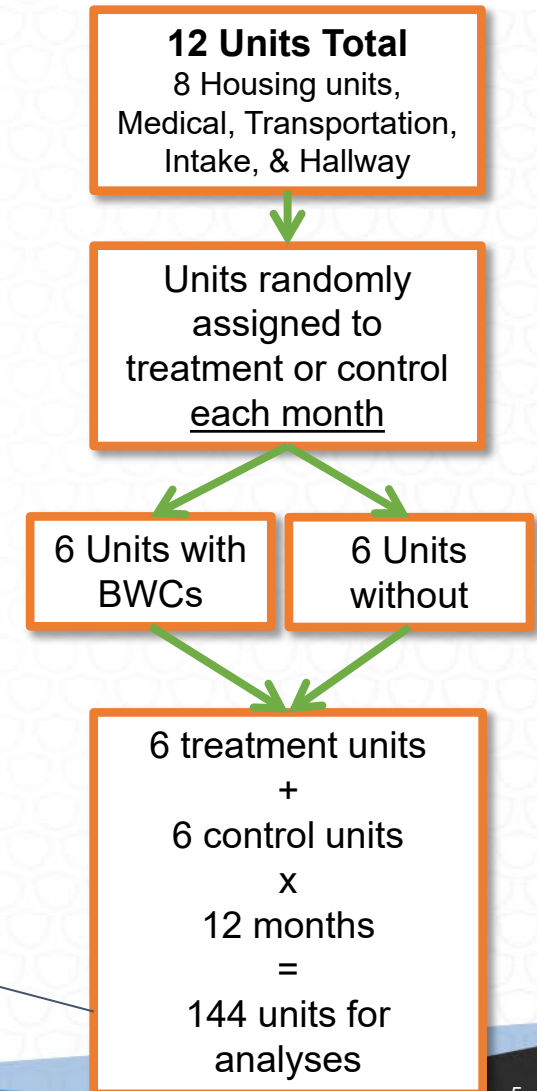 12 Units Total
8 Housing units,
Medical, Transportation,
Intake, & Hallway
Units randomly
assigned to
treatment or control
each month
6 Units with
BWCs
6 Units
without
6 treatment units
+
6 control units
x
12 months
=
144 units for
analyses
5